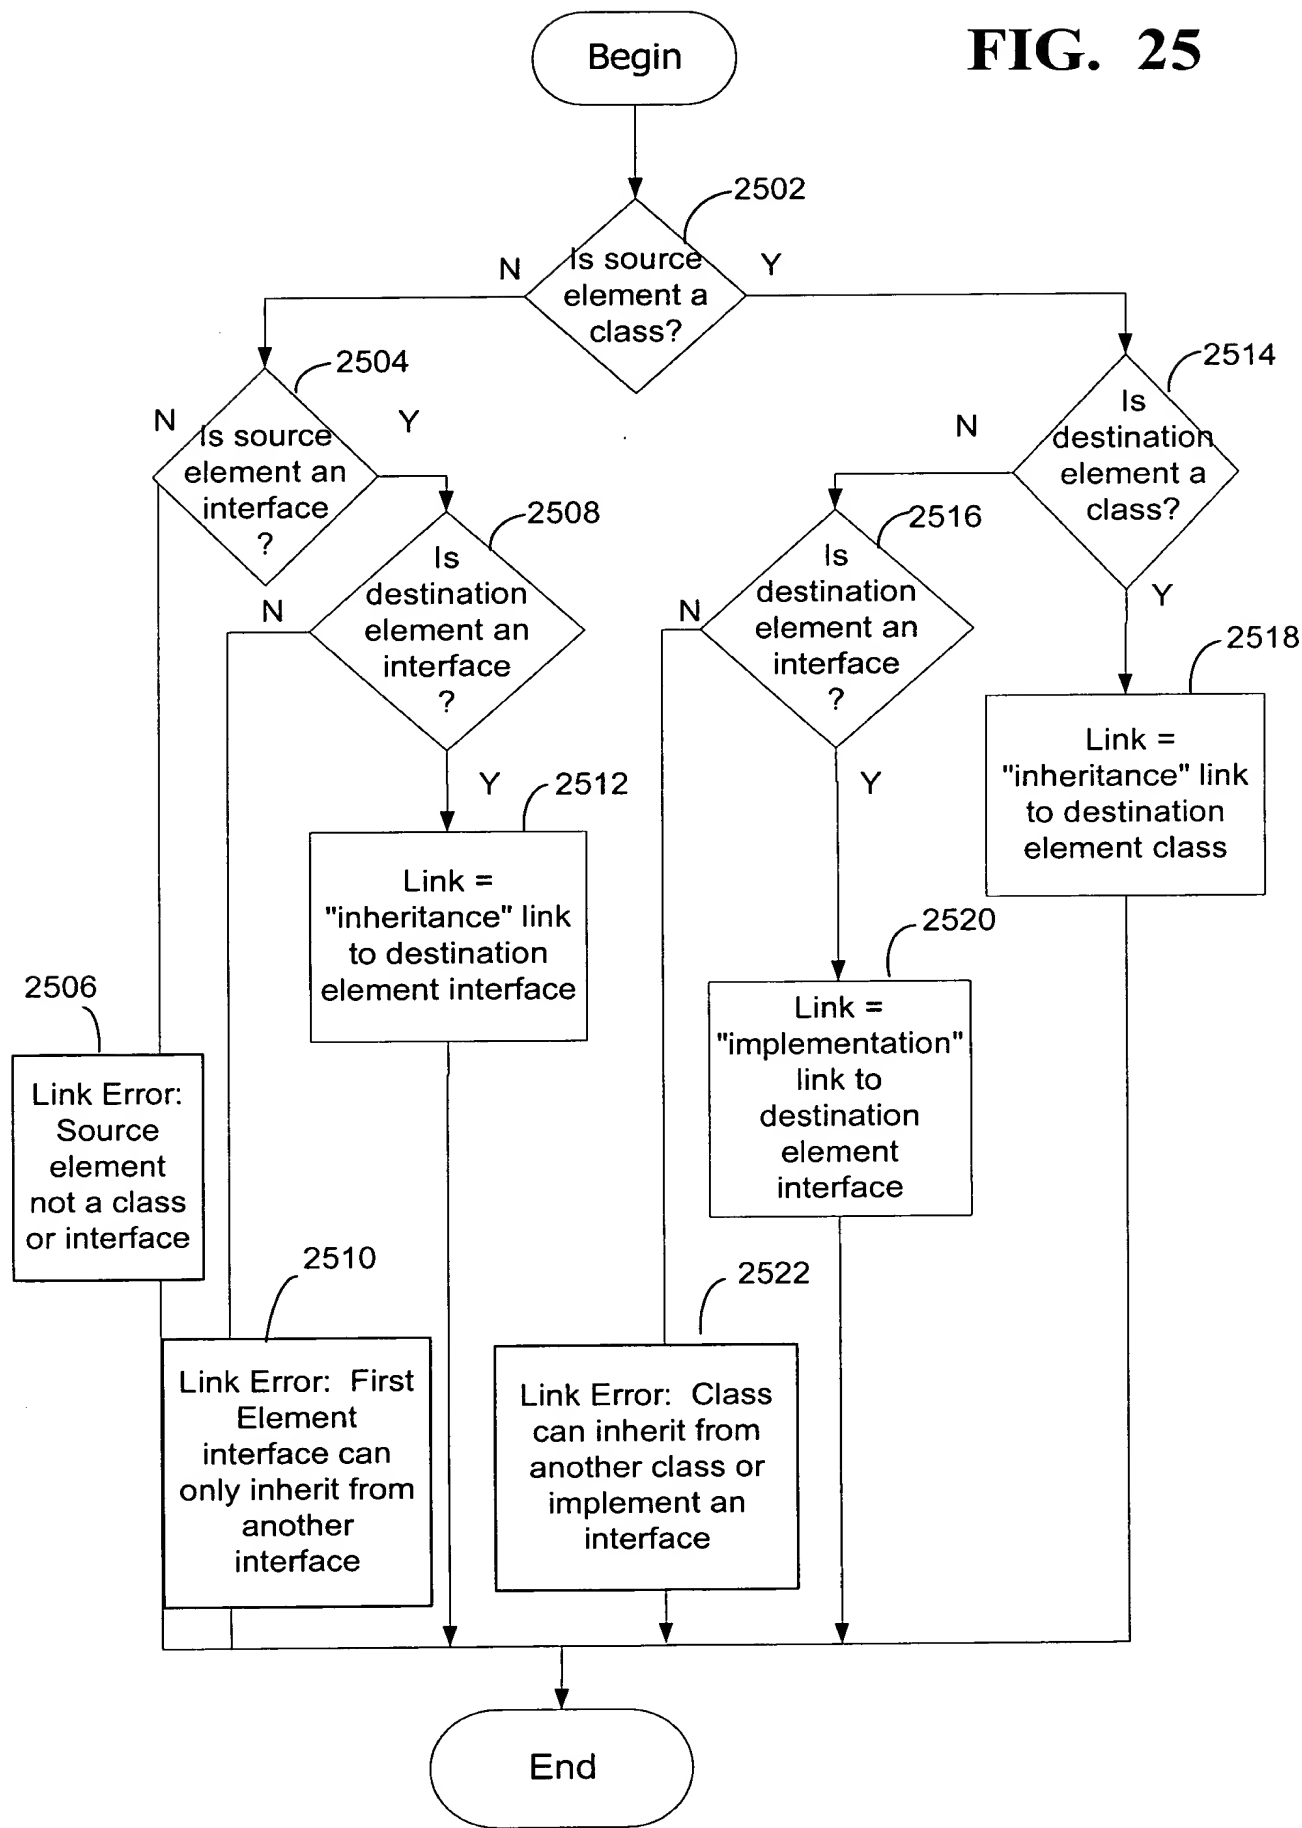 FIG. 25
Begin
2502
N
Y
Is source
element a
class?
2504
N
Y
Is source
element an
interface
?
2514
N
Is
destination
element a
class?
Y
2508
N
Is
destination
element an
interface
?
Y
2516
N
Is
destination
element an
interface
?
Y
2518
Link =
"inheritance" link
to destination
element class
2512
Link =
"inheritance" link
to destination
element interface
2520
Link =
"implementation"
link to
destination
element
interface
2506
Link Error:
Source
element
not a class
or interface
2510
Link Error: First
Element
interface can
only inherit from
another
interface
2522
Link Error: Class
can inherit from
another class or
implement an
interface
End